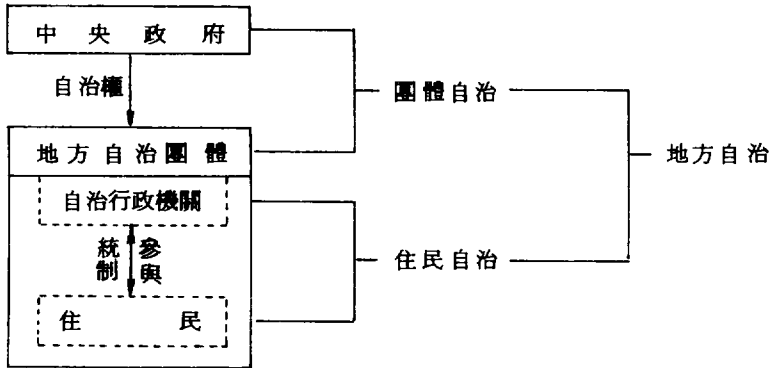 中央政府
自治權
團體自治
地方自治團體
地方自治
自治行政機關
統制
參與
住民自治
住民